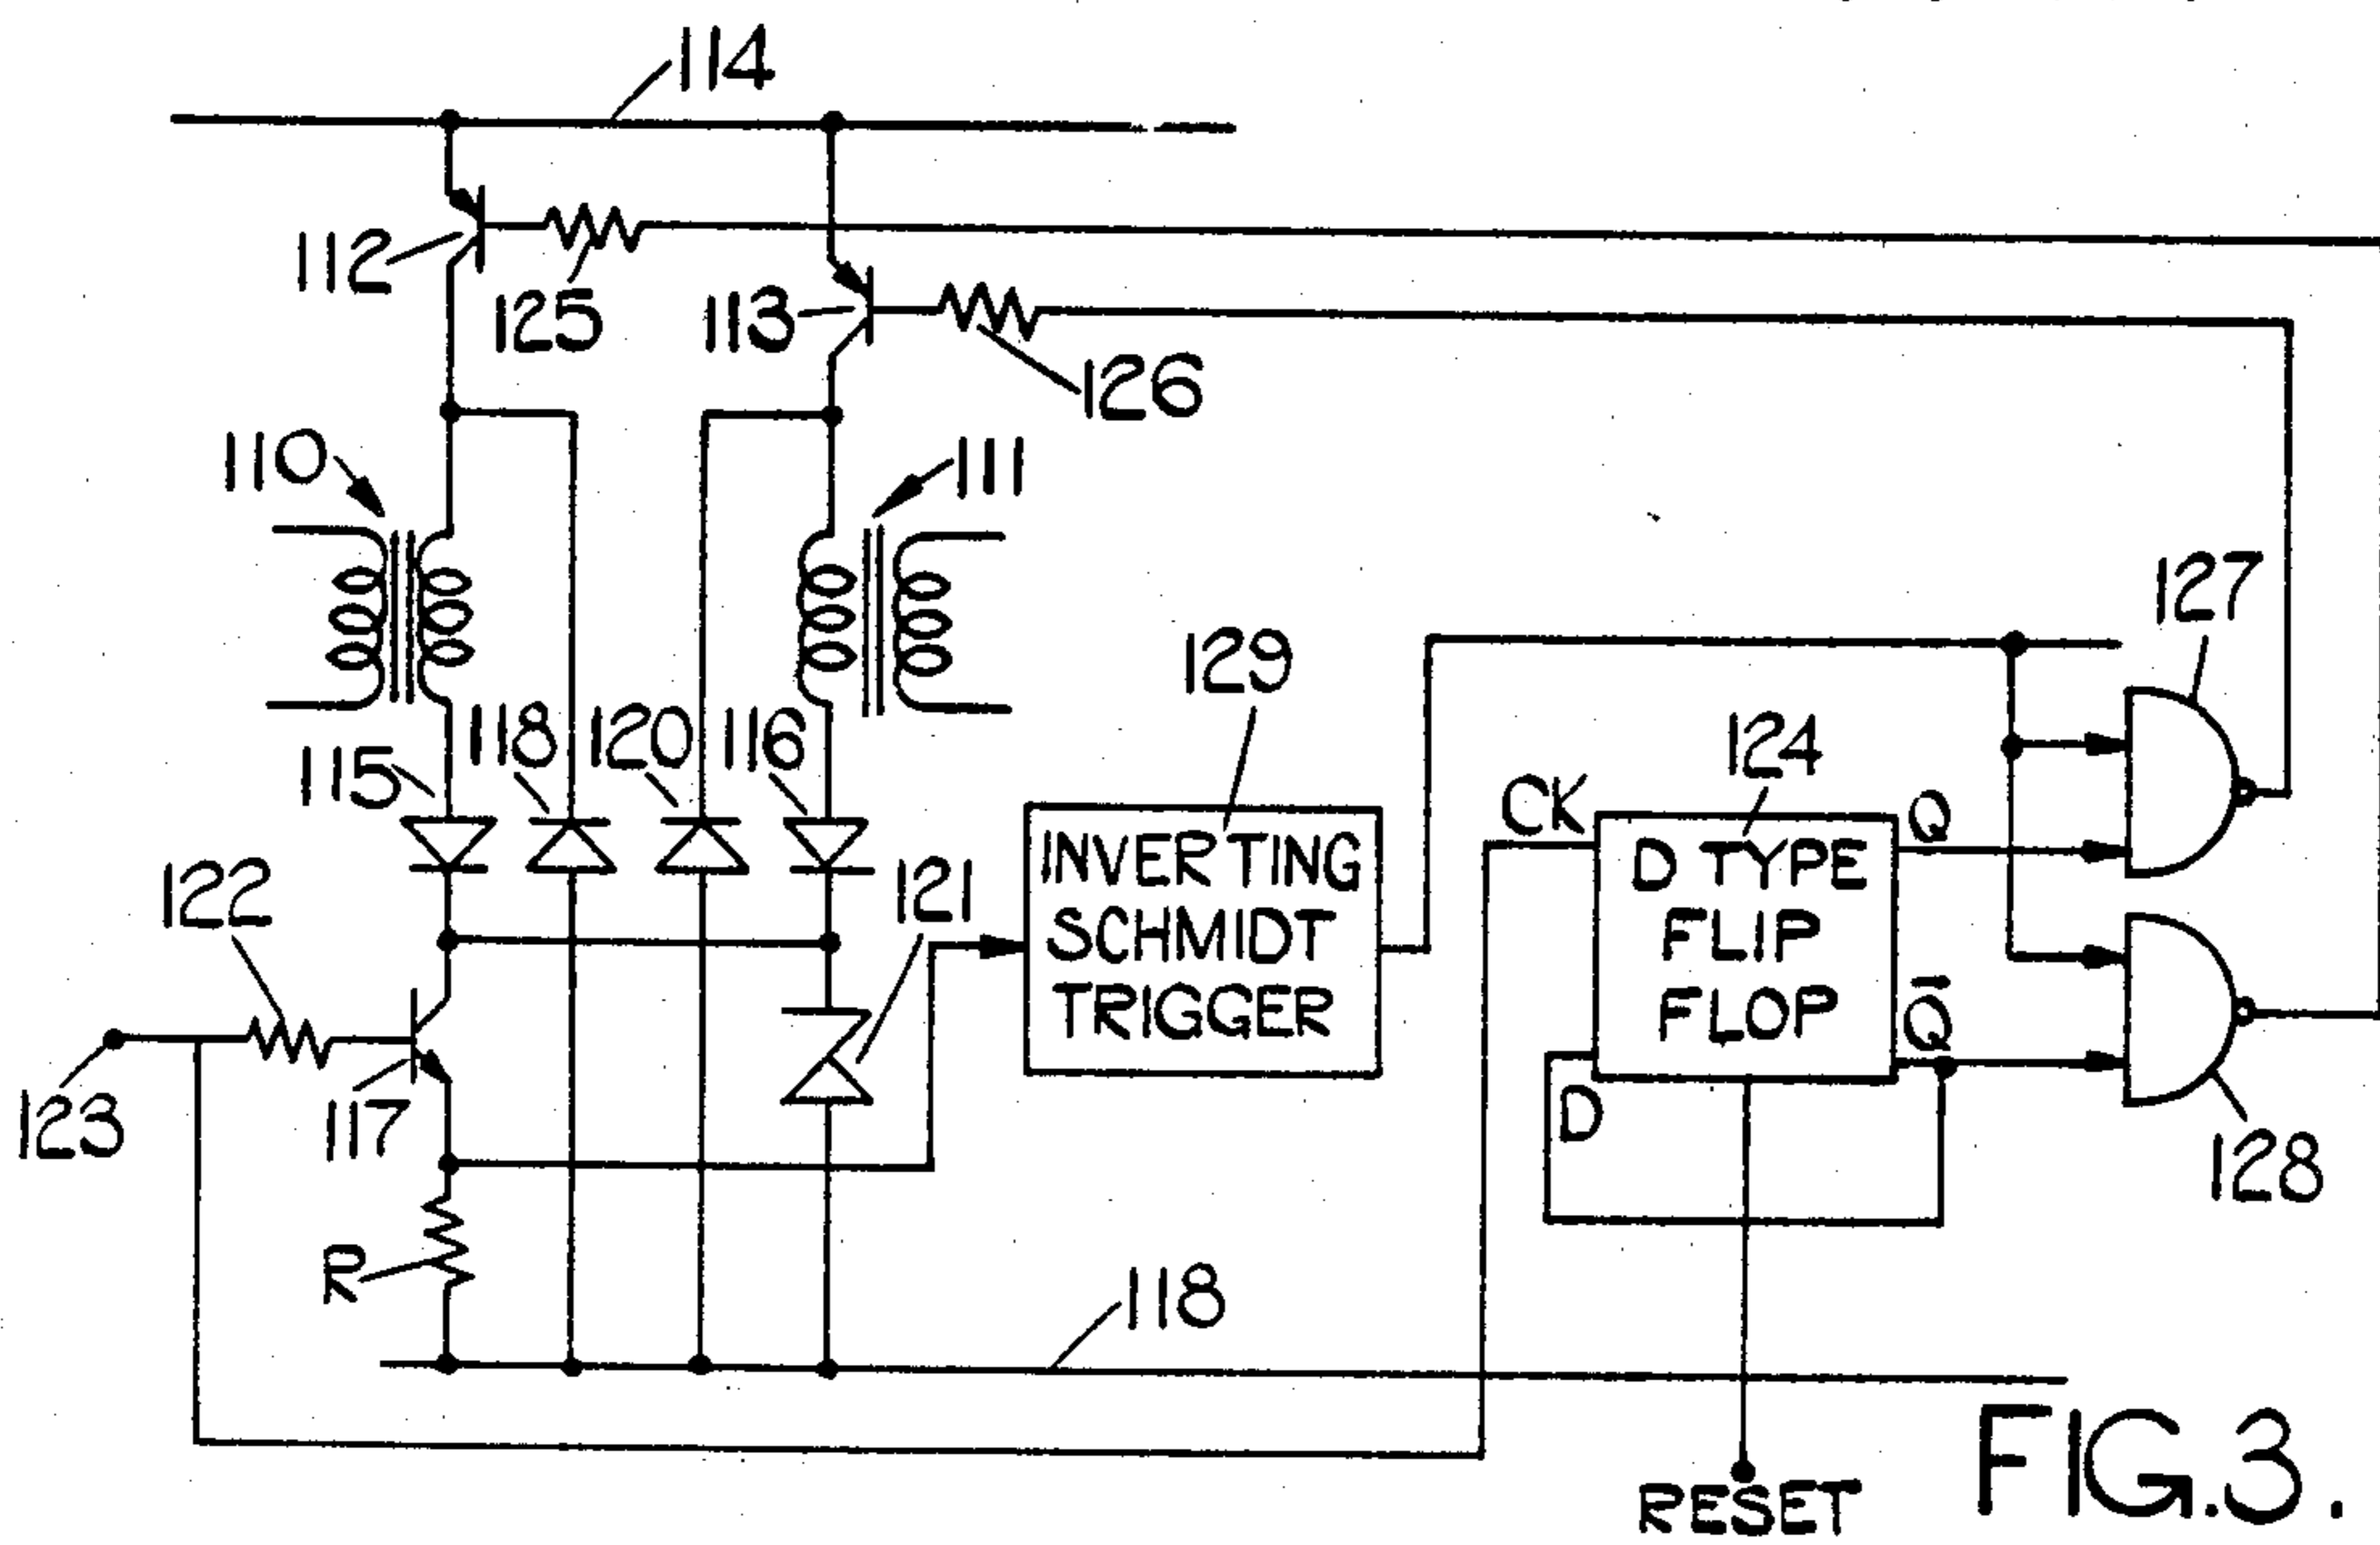 114
112
125
113
126
110
111
127
129
124
115
118
120
116
CK
Q
122
121
INVERTING
SCHMIDT
TRIGGER
D TYPE
FLIP
FLOP
Q̅
123
117
D
128
R
118
RESET
FIG.3.